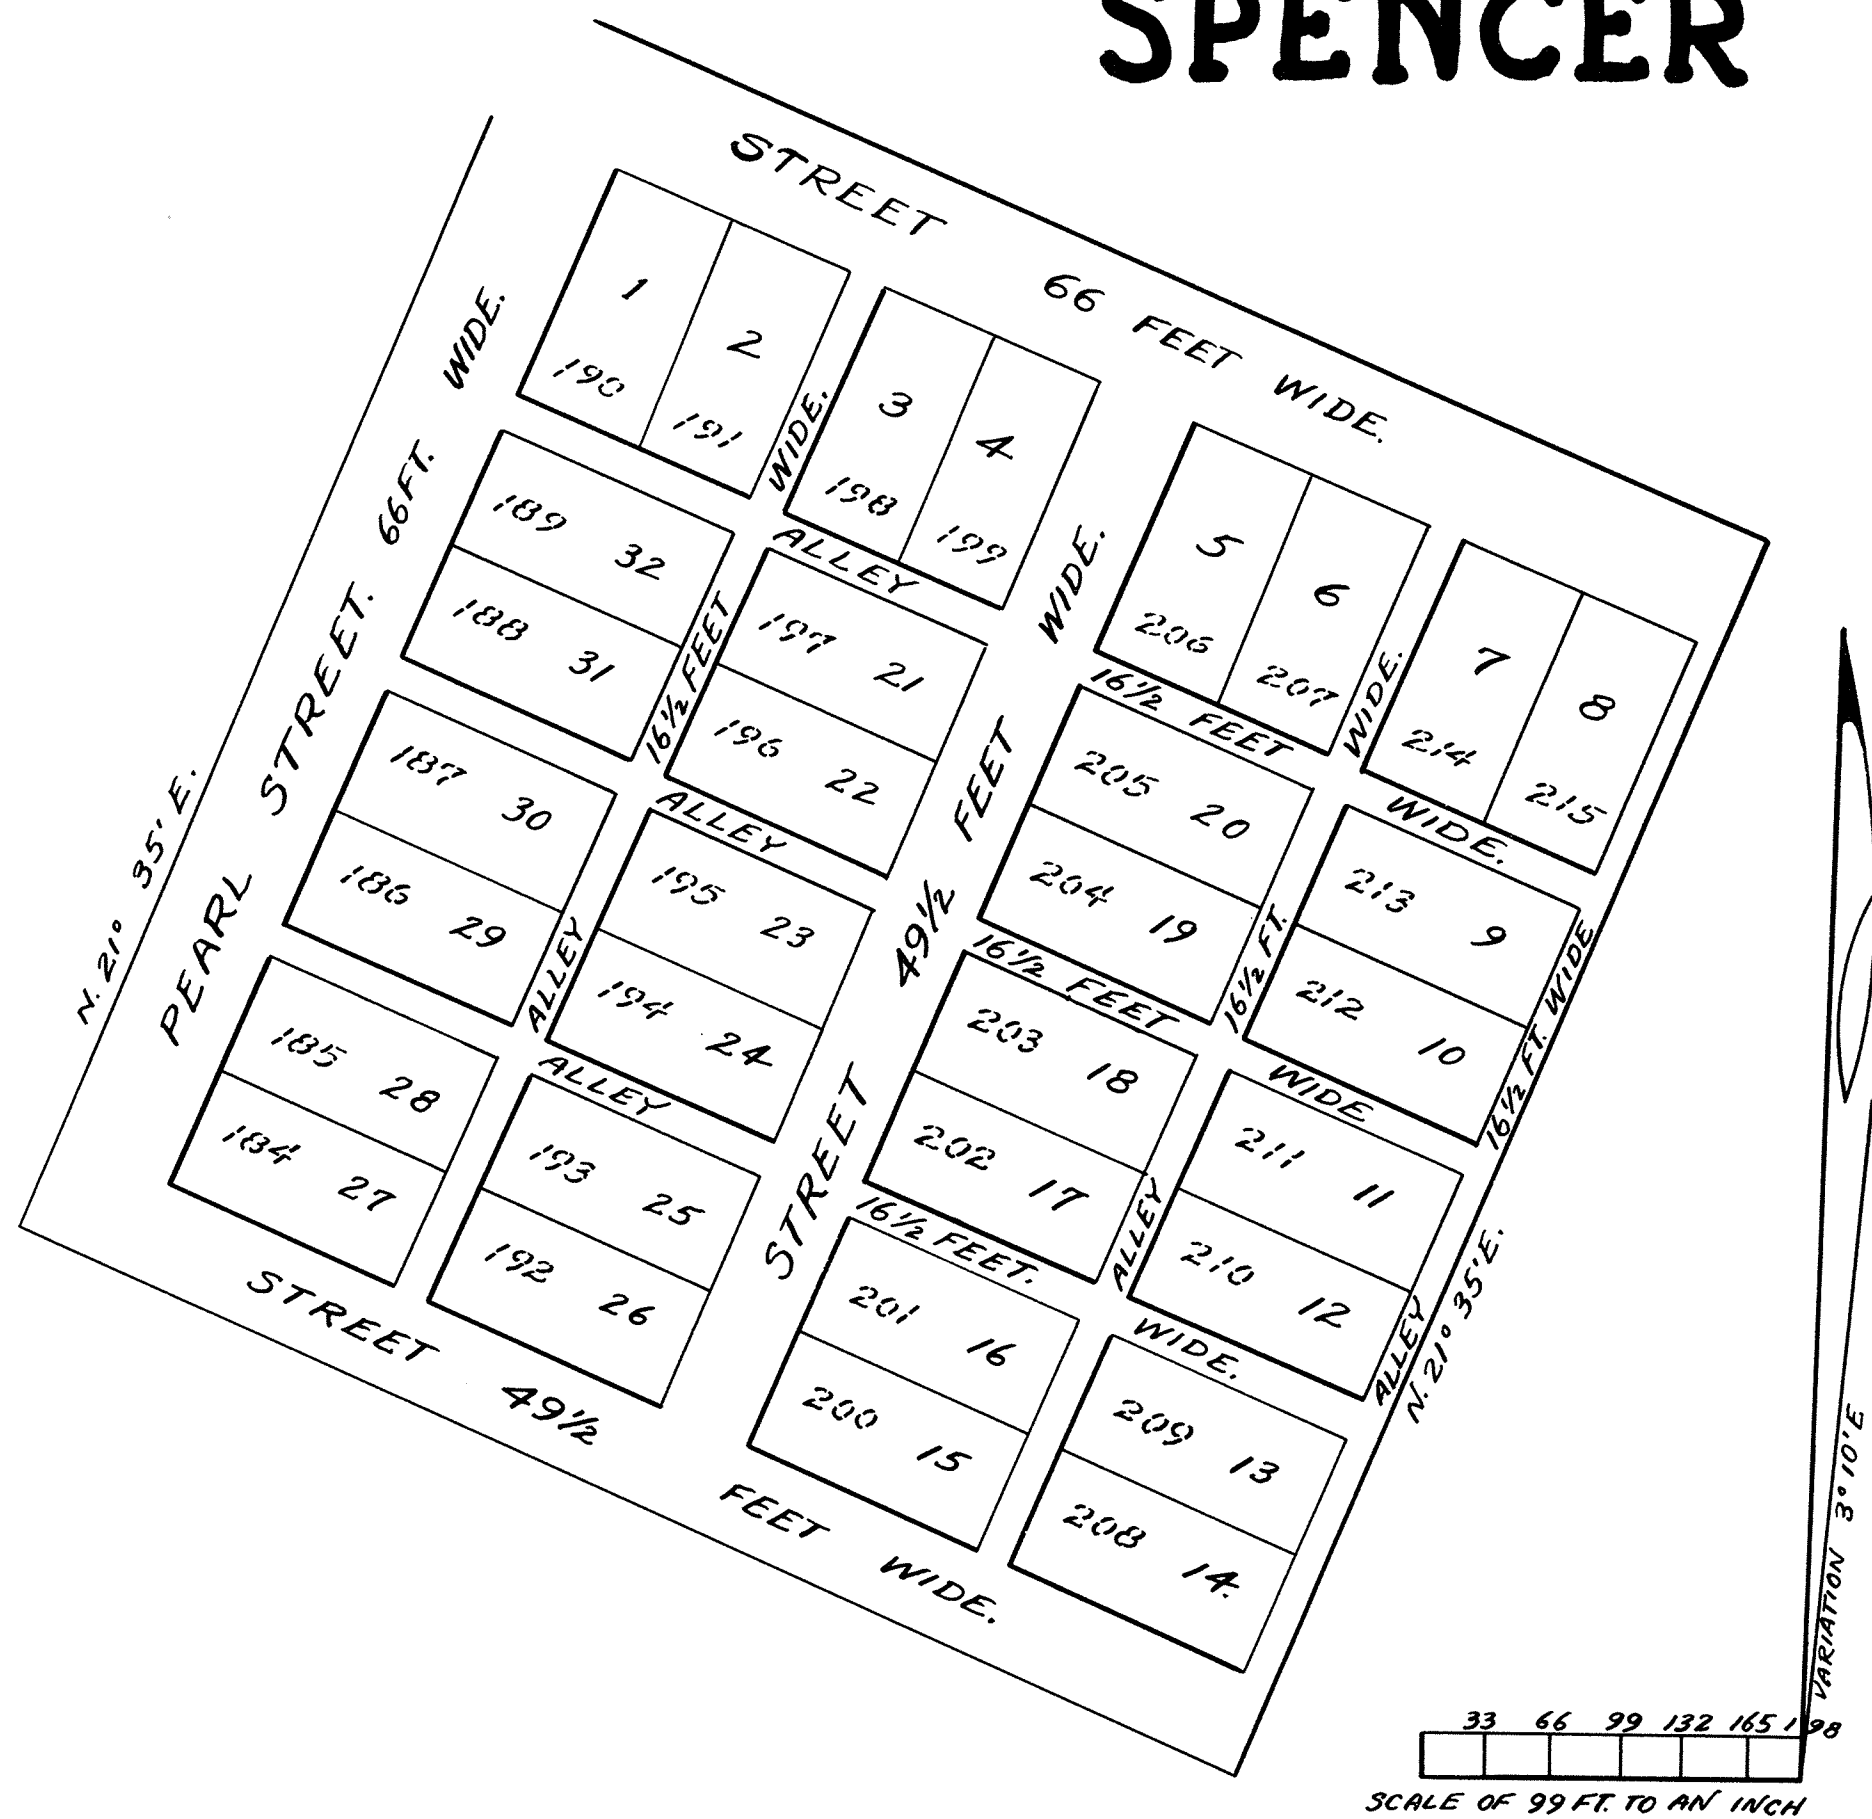 SPENCER
STREET 66 FEET WIDE.
PEARL STREET. 66 FT. WIDE.
N. 21° 35' E.
1
190
2
191
3
198
4
199
5
206
6
207
7
214
8
215
189 32
188 31
187 30
186 29
185 28
184 27
16½ FEET WIDE.
ALLEY
197 21
196 22
195 23
194 24
193 25
192 26
ALLEY
ALLEY
ALLEY
STREET 49½ FEET WIDE.
16½ FEET WIDE.
16½ FEET WIDE
16½ FEET. WIDE.
205 20
204 19
203 18
202 17
201 16
200 15
ALLEY 16½ FT. WIDE.
213 9
212 10
211 11
210 12
209 13
208 14.
ALLEY 16½ FT. WIDE
N. 21° 35' E.
STREET 49½ FEET WIDE.
VARIATION 3° 10' E
33 66 99 132 165 198
SCALE OF 99 FT. TO AN INCH